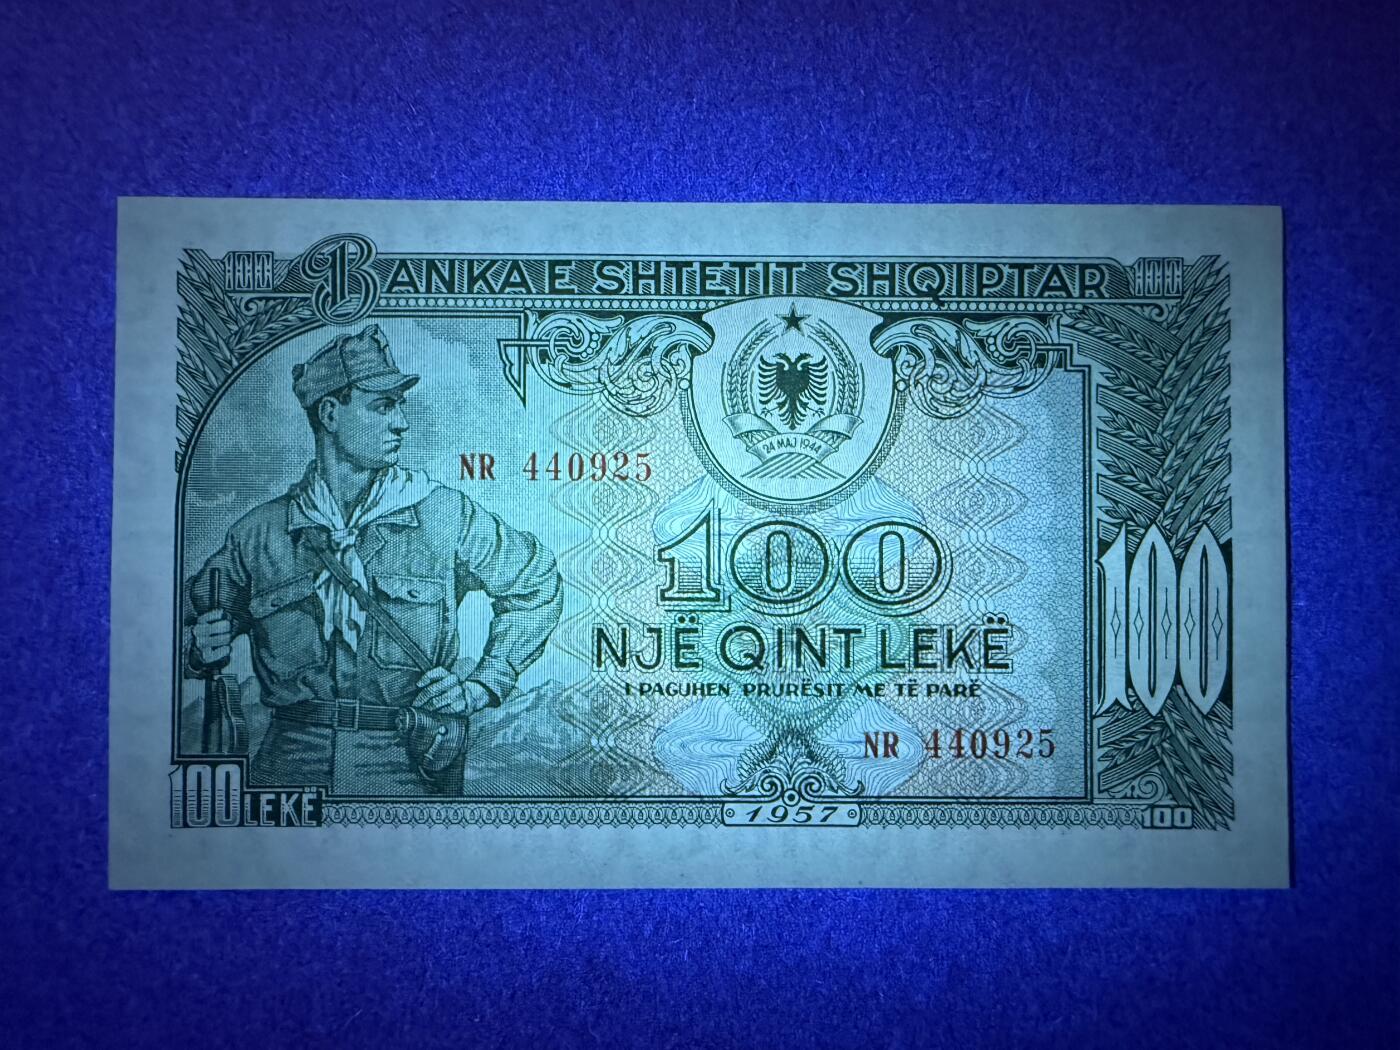 100 BANKA E SHTETIT SHQIPTAR 100
24 MAJ 1944
NR 440925
100
NJË QINT LEKË
100
I PAGUHEN PRURËSIT ME TË PARË
NR 440925
100 LEKË
1957
100